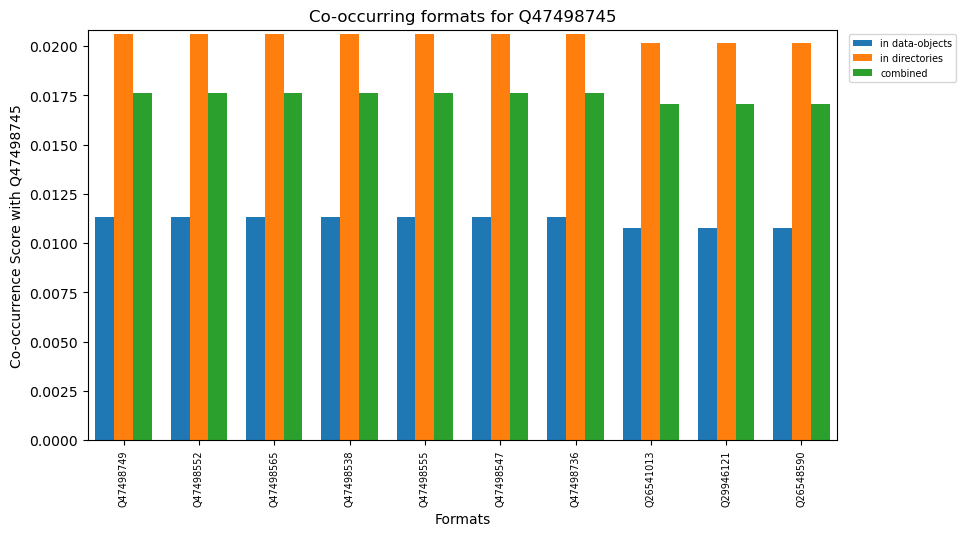 Co-occurring formats for Q47498745
Co-occurrence Score with Q47498745
0.0200
0.0175
0.0150
0.0125
0.0100
0.0075
0.0050
0.0025
0.0000
in data-objects
in directories
combined
Q47498749
Q47498552
Q47498565
Q47498538
Q47498555
Q47498547
Q47498736
Q26541013
Q29946121
Q26548590
Formats